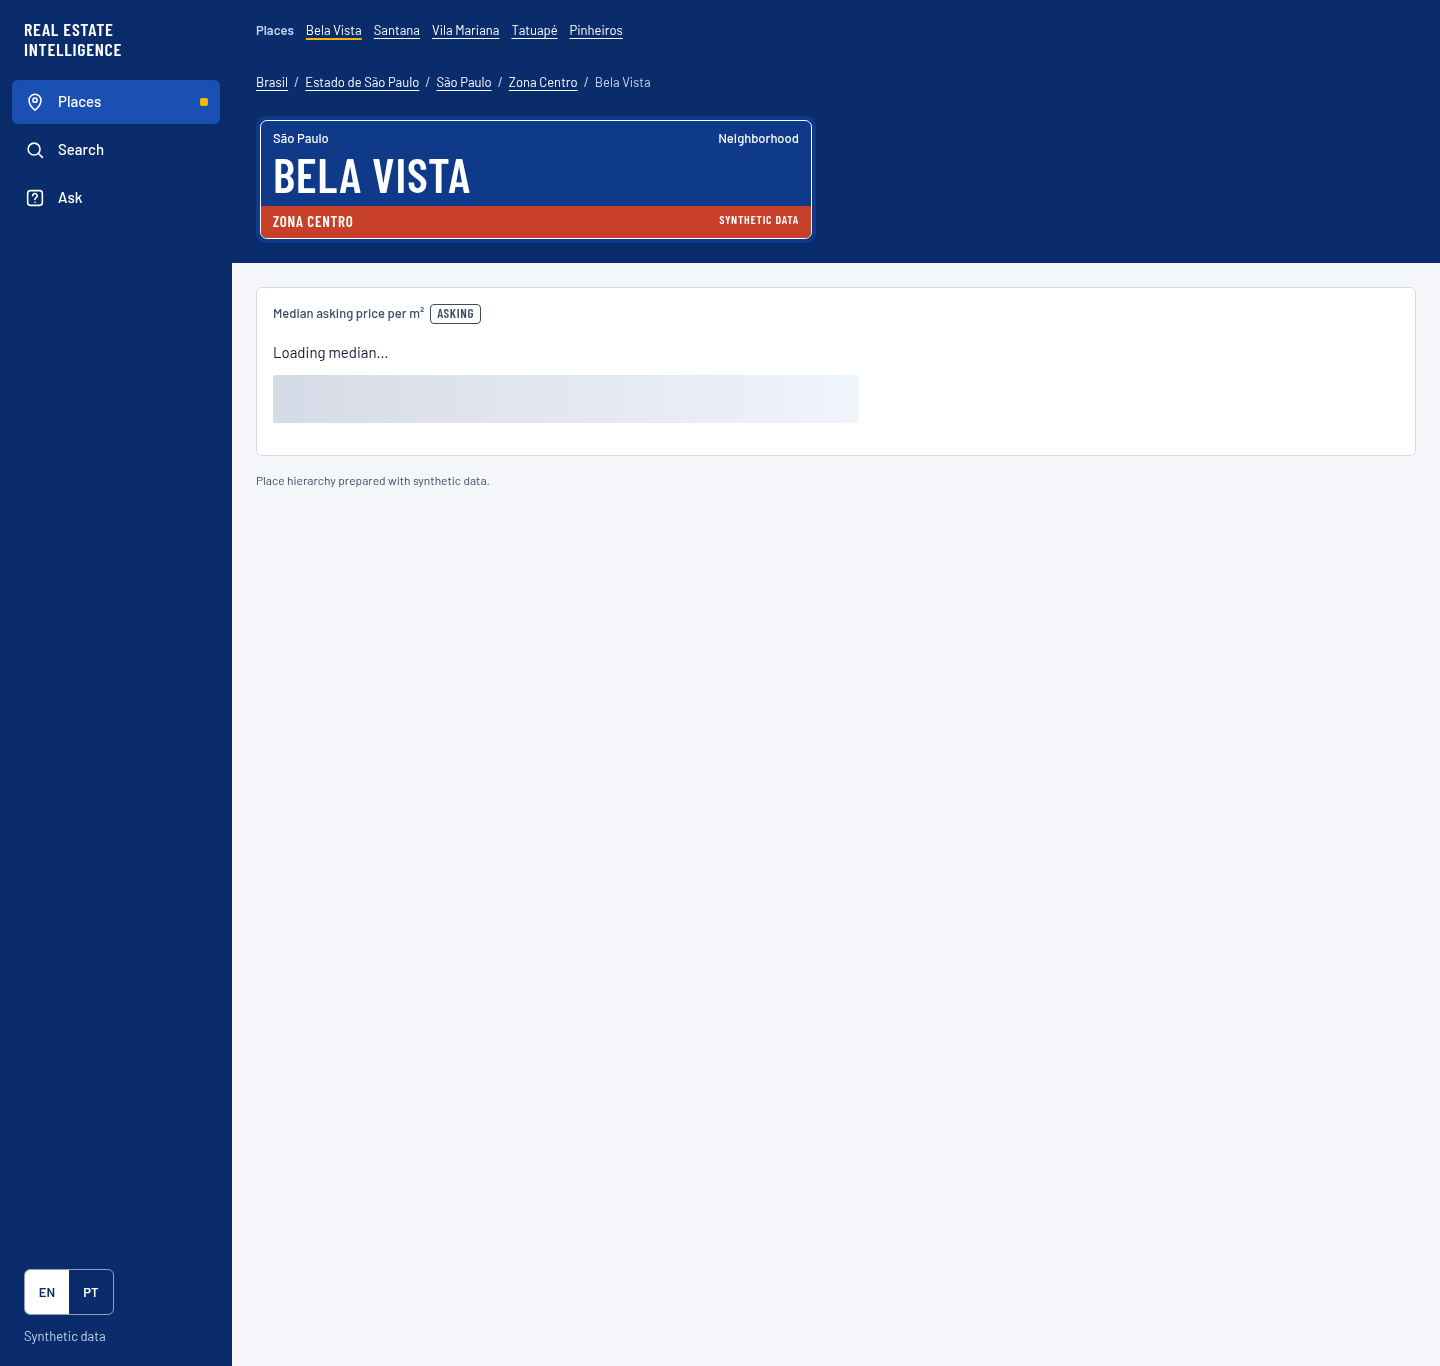 REAL ESTATE
INTELLIGENCE
Places
Search
Ask
EN PT
Synthetic data
Places Bela Vista Santana Vila Mariana Tatuapé Pinheiros
Brasil / Estado de São Paulo / São Paulo / Zona Centro / Bela Vista
São Paulo Neighborhood
BELA VISTA
ZONA CENTRO SYNTHETIC DATA
Median asking price per m² ASKING
Loading median...
Place hierarchy prepared with synthetic data.